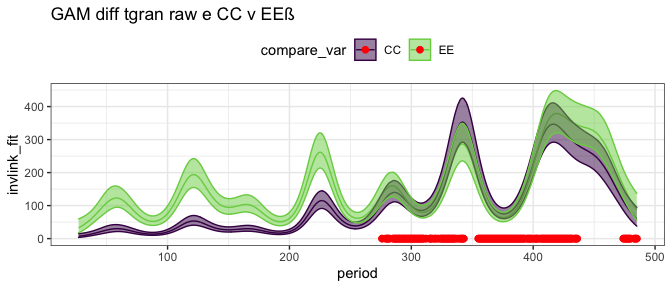 GAM diff tgran raw e CC v EEß
compare_var CC EE
invlink_fit
400
300
200
100
0
100 200 300 400 500
period